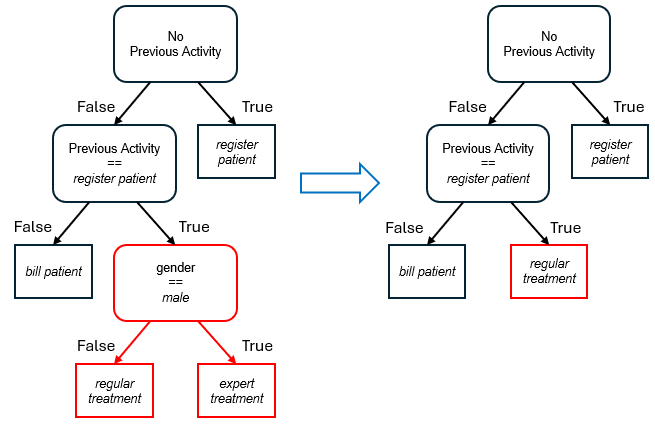 No
Previous Activity
False
True
Previous Activity
==
register patient
register
patient
False
True
bill patient
gender
==
male
False
True
regular
treatment
expert
treatment
No
Previous Activity
False
True
Previous Activity
==
register patient
register
patient
False
True
bill patient
regular
treatment